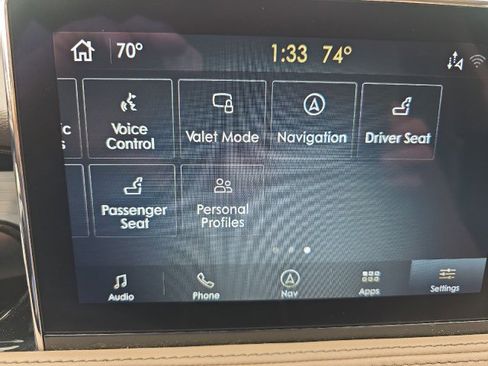 70° 1:33 74°
ic Voice Valet Mode Navigation Driver Seat
s Control
Passenger Personal
Seat Profiles
Audio Phone Nav Apps Settings